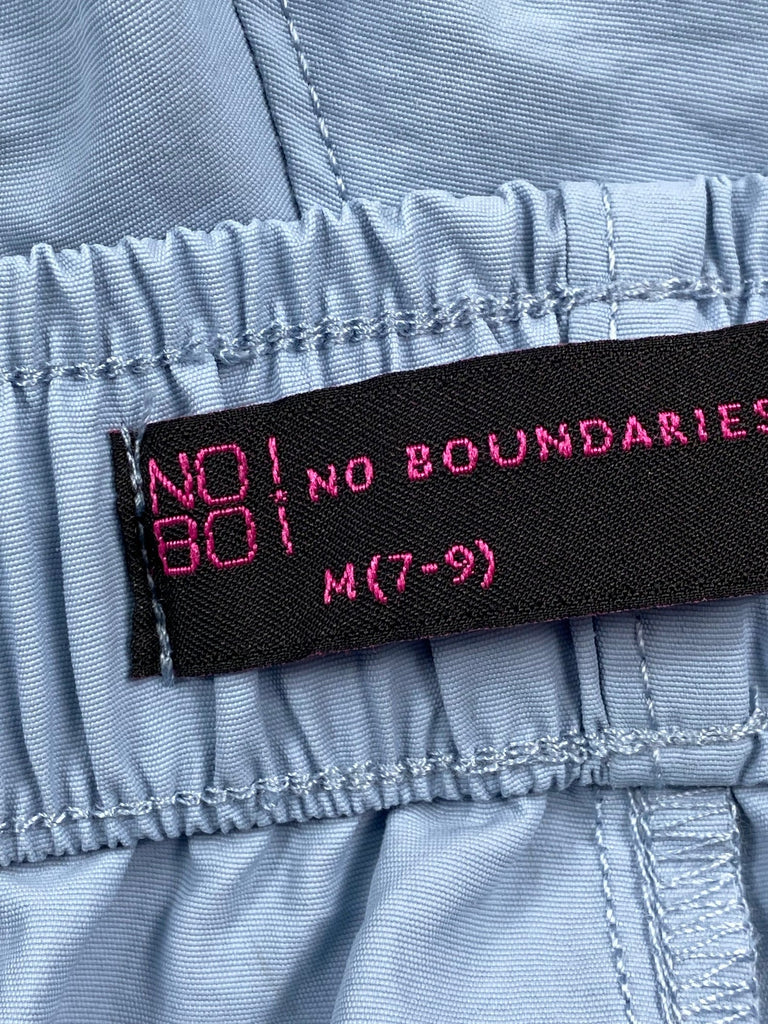 NO
BO
NO BOUNDARIES
M(7-9)